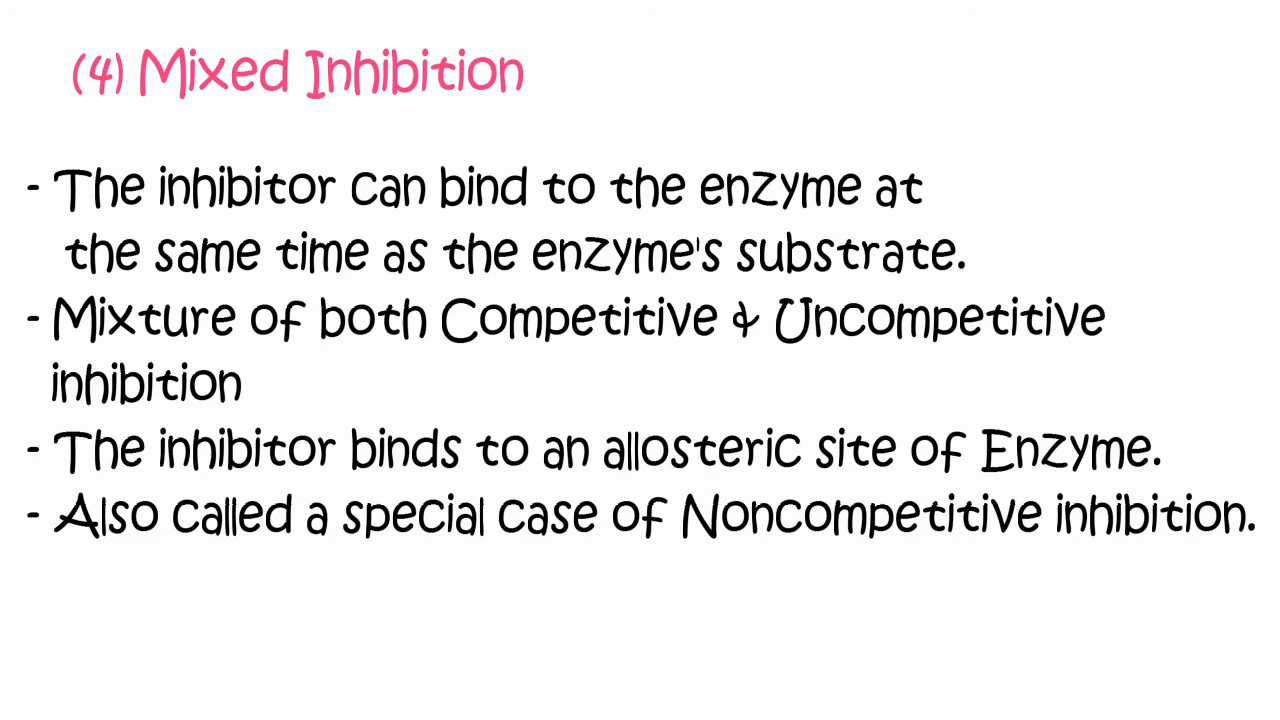 (4) Mixed Inhibition
- The inhibitor can bind to the enzyme at
the same time as the enzyme's substrate.
- Mixture of both Competitive & Uncompetitive
inhibition
- The inhibitor binds to an allosteric site of Enzyme.
- Also called a special case of Noncompetitive inhibition.